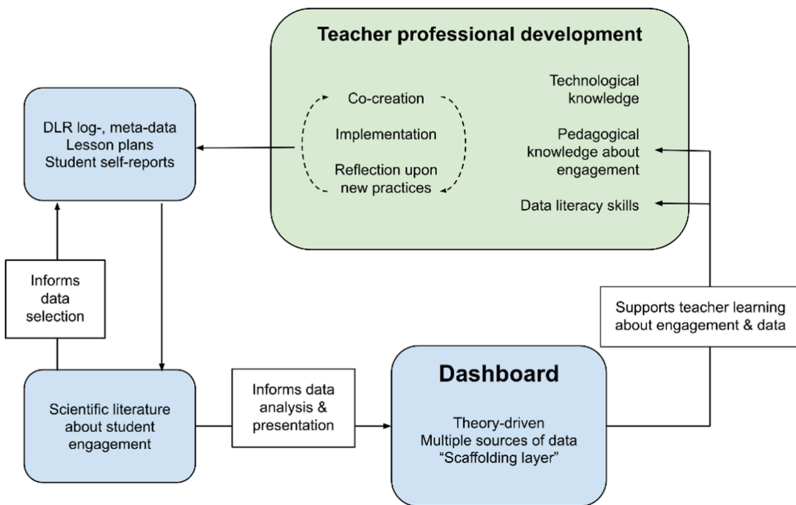 Teacher professional development
Co-creation
Implementation
Reflection upon
new practices
Technological
knowledge
Pedagogical
knowledge about
engagement
Data literacy skills
DLR log-, meta-data
Lesson plans
Student self-reports
Informs
data
selection
Scientific literature
about student
engagement
Informs data
analysis &
presentation
Dashboard
Theory-driven
Multiple sources of data
“Scaffolding layer”
Supports teacher learning
about engagement & data